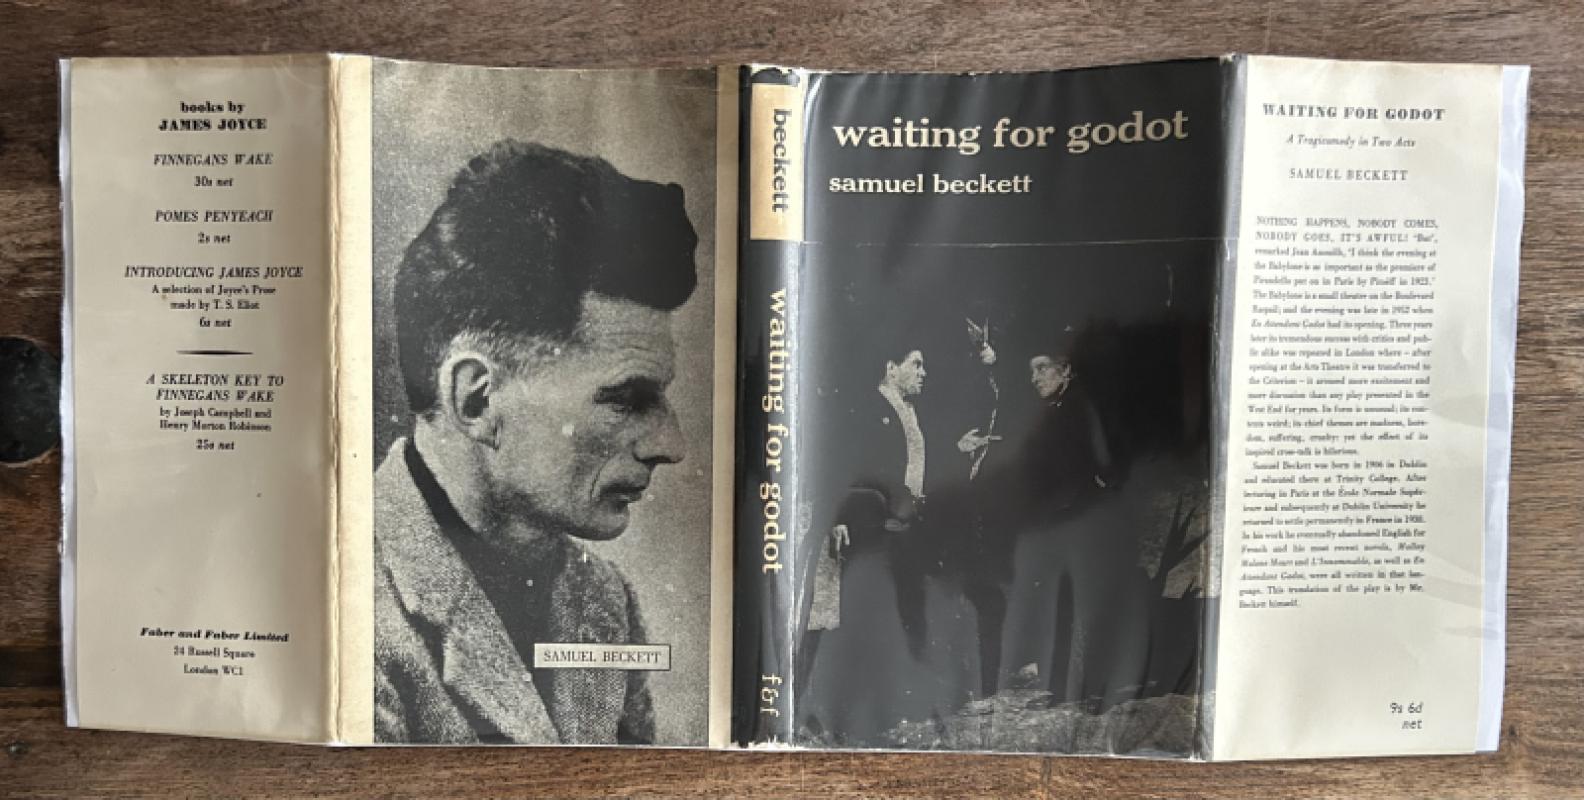 books by
JAMES JOYCE
FINNEGANS WAKE
30s net
POMES PENYEACH
2s net
INTRODUCING JAMES JOYCE
A selection of Joyce's Prose
made by T. S. Eliot
6s net
A SKELETON KEY TO
FINNEGANS WAKE
by Joseph Campbell and
Henry Morton Robinson
25s net
Faber and Faber Limited
24 Russell Square
London WC1
SAMUEL BECKETT
beckett
waiting for godot
f&f
waiting for godot
samuel beckett
WAITING FOR GODOT
A Tragicomedy in Two Acts
SAMUEL BECKETT
NOTHING HAPPENS, NOBODY COMES,
NOBODY GOES, IT'S AWFUL! 'But',
remarked Jean Anouilh, 'I think the evening at
the Babylone is as important as the premiere of
Pirandello put on in Paris by Pitoëff in 1923.'
The Babylone is a small theatre on the Boulevard
Raspail; and the evening was late in 1952 when
En Attendant Godot had its opening. Three years
later its tremendous success with critics and pub-
lic alike was repeated in London where – after
opening at the Arts Theatre it was transferred to
the Criterion – it aroused more excitement and
more discussion than any play presented in the
West End for years. Its form is unusual; its con-
tents weird; its chief themes are madness, bore-
dom, suffering, cruelty: yet the effect of its
inspired cross-talk is hilarious.
Samuel Beckett was born in 1906 in Dublin
and educated there at Trinity College. After
lecturing in Paris at the École Normale Supér-
ieure and subsequently at Dublin University he
returned to settle permanently in France in 1938.
In his work he eventually abandoned English for
French and his most recent novels, Molloy
Malone Meurt and L'Innommable, as well as En
Attendant Godot, were all written in that lan-
guage. This translation of the play is by Mr.
Beckett himself.
9s 6d
net